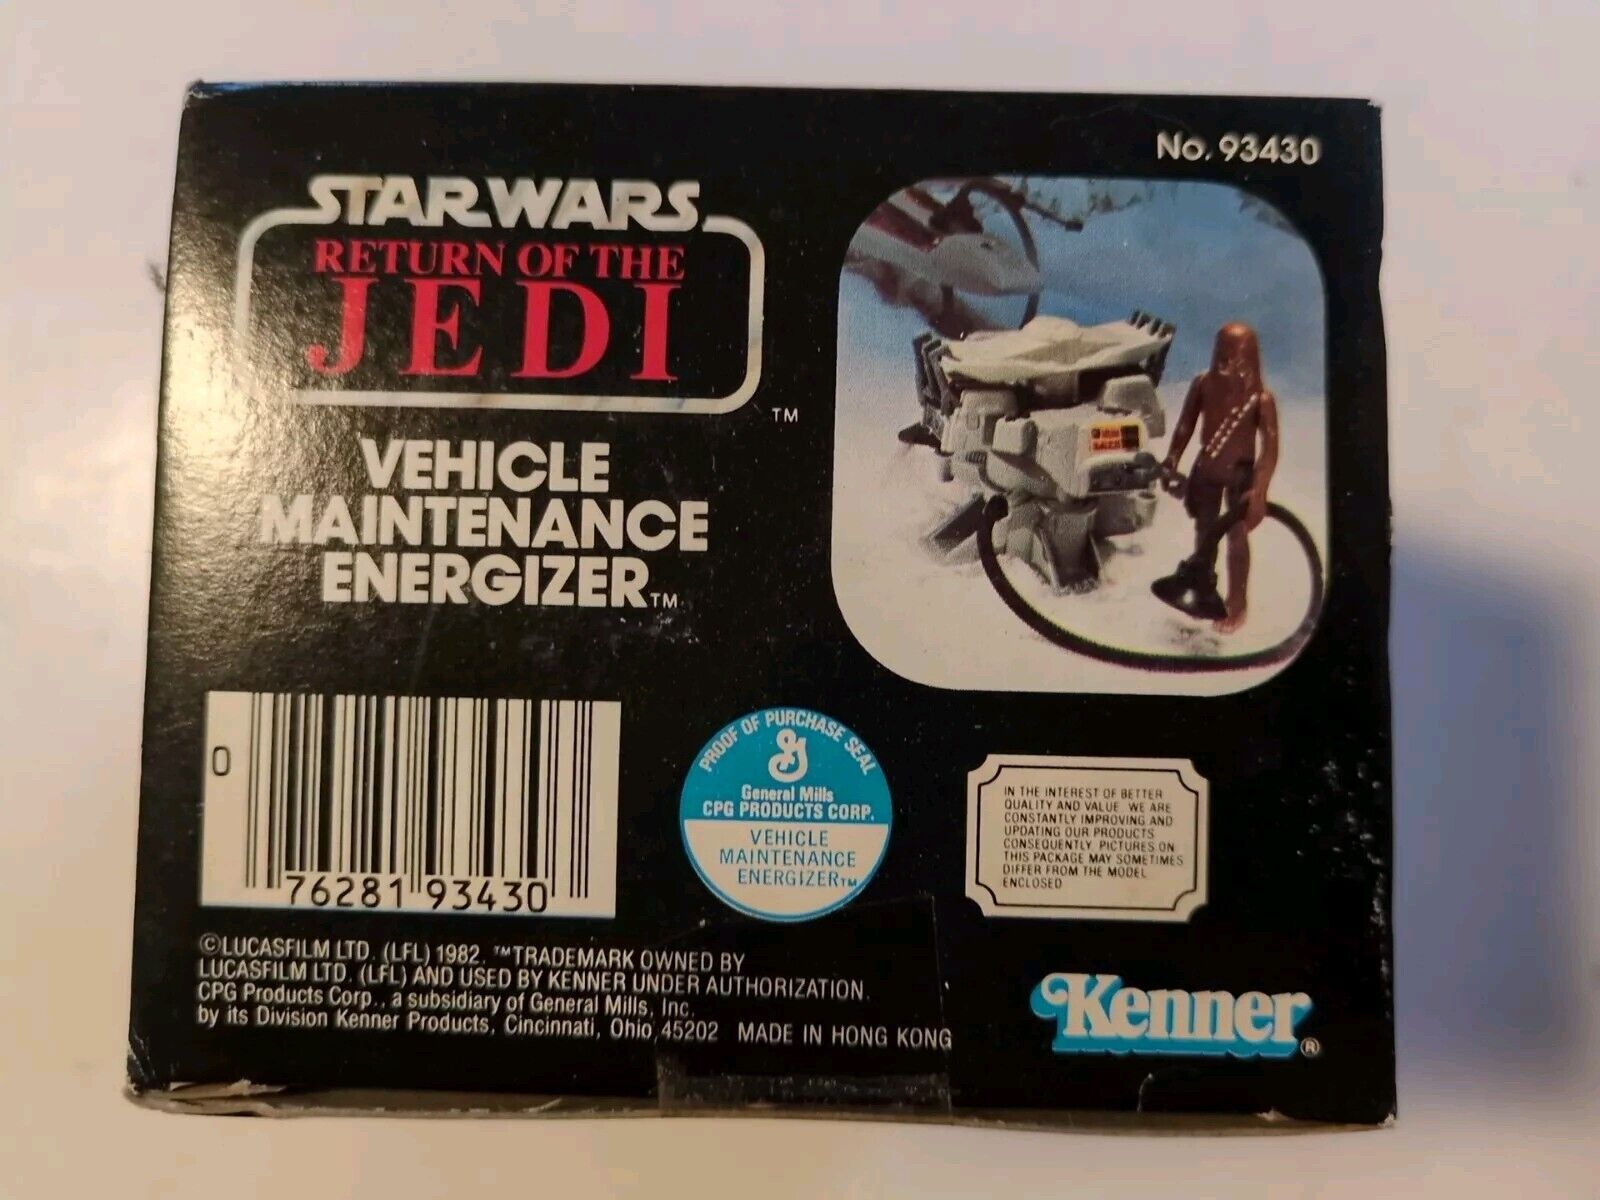 No. 93430
STAR WARS
RETURN OF THE
JEDI
TM
VEHICLE
MAINTENANCE
ENERGIZER TM
0
76281 93430
PROOF OF PURCHASE SEAL
G
General Mills
CPG PRODUCTS CORP.
VEHICLE
MAINTENANCE
ENERGIZER TM
IN THE INTEREST OF BETTER
QUALITY AND VALUE, WE ARE
CONSTANTLY IMPROVING AND
UPDATING OUR PRODUCTS
CONSEQUENTLY, PICTURES ON
THIS PACKAGE MAY SOMETIMES
DIFFER FROM THE MODEL
ENCLOSED
©LUCASFILM LTD. (LFL) 1982. ™TRADEMARK OWNED BY
LUCASFILM LTD. (LFL) AND USED BY KENNER UNDER AUTHORIZATION.
CPG Products Corp., a subsidiary of General Mills, Inc.
by its Division Kenner Products, Cincinnati, Ohio 45202 MADE IN HONG KONG
Kenner®